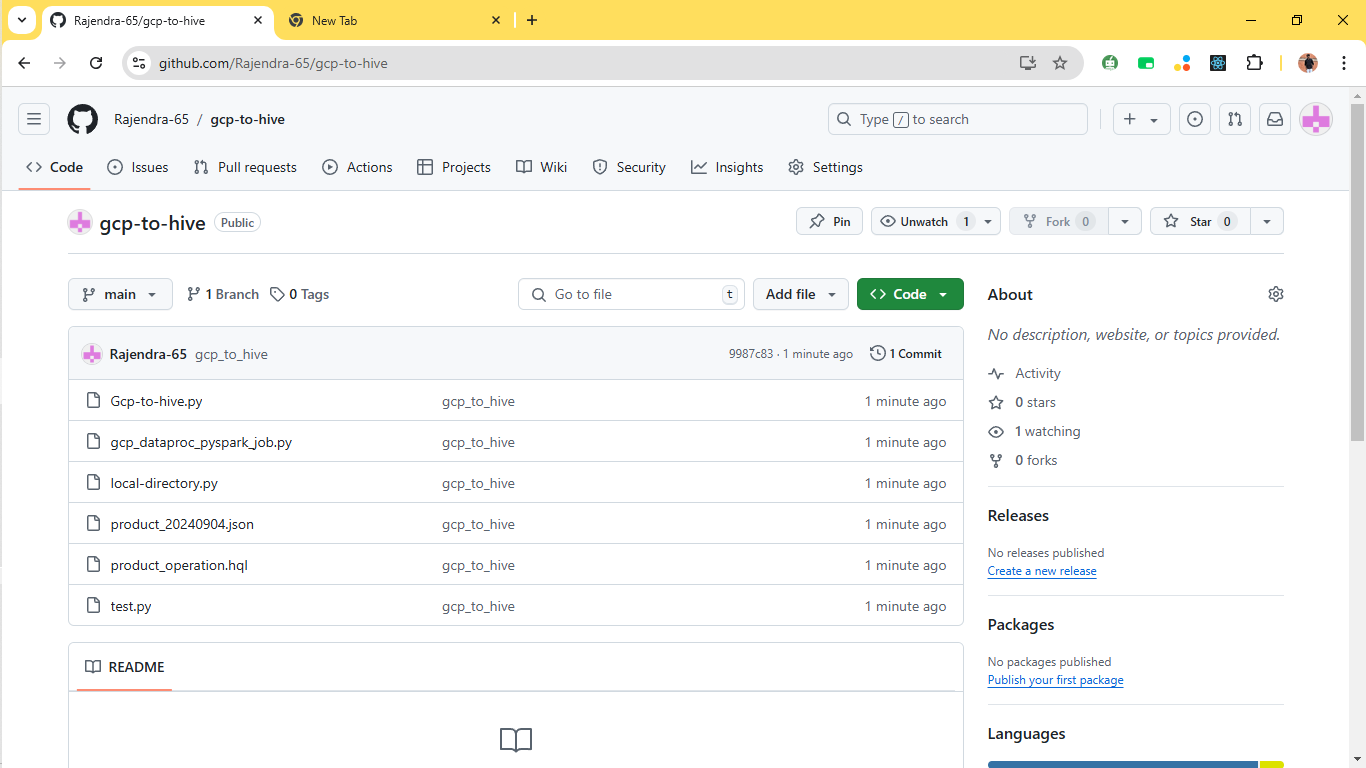 Rajendra-65/gcp-to-hive
New Tab
github.com/Rajendra-65/gcp-to-hive
Rajendra-65 / gcp-to-hive
Type / to search
Code Issues Pull requests Actions Projects Wiki Security Insights Settings
gcp-to-hive Public
Pin Unwatch 1 Fork 0 Star 0
main 1 Branch 0 Tags
Go to file t
Add file
Code
Rajendra-65 gcp_to_hive 9987c83 · 1 minute ago 1 Commit
Gcp-to-hive.py gcp_to_hive 1 minute ago
gcp_dataproc_pyspark_job.py gcp_to_hive 1 minute ago
local-directory.py gcp_to_hive 1 minute ago
product_20240904.json gcp_to_hive 1 minute ago
product_operation.hql gcp_to_hive 1 minute ago
test.py gcp_to_hive 1 minute ago
README
About
No description, website, or topics provided.
Activity
0 stars
1 watching
0 forks
Releases
No releases published
Create a new release
Packages
No packages published
Publish your first package
Languages